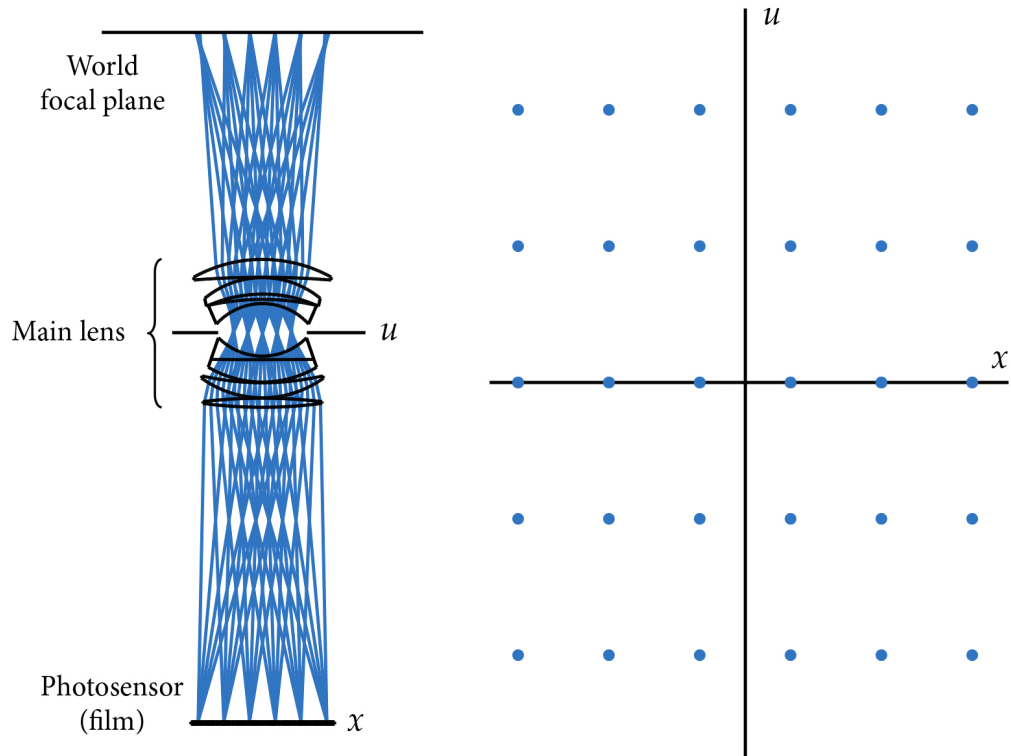 World
focal plane
Main lens
u
Photosensor
(film)
x
u
x